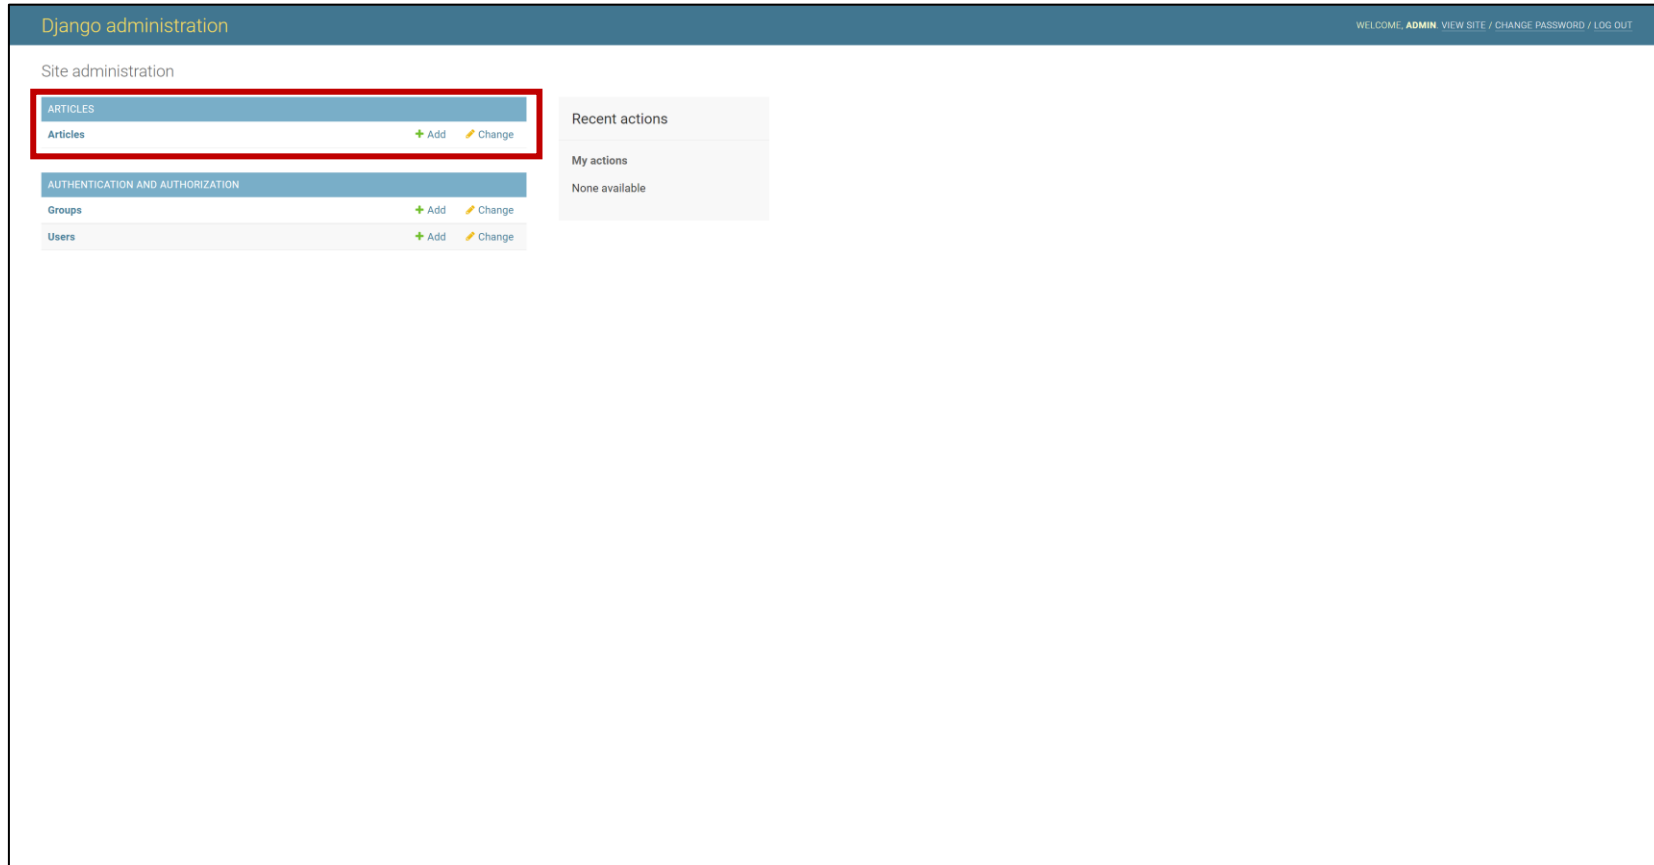 Django administration
WELCOME, ADMIN. VIEW SITE / CHANGE PASSWORD / LOG OUT
Site administration
ARTICLES
Articles + Add Change
AUTHENTICATION AND AUTHORIZATION
Groups + Add Change
Users + Add Change
Recent actions
My actions
None available